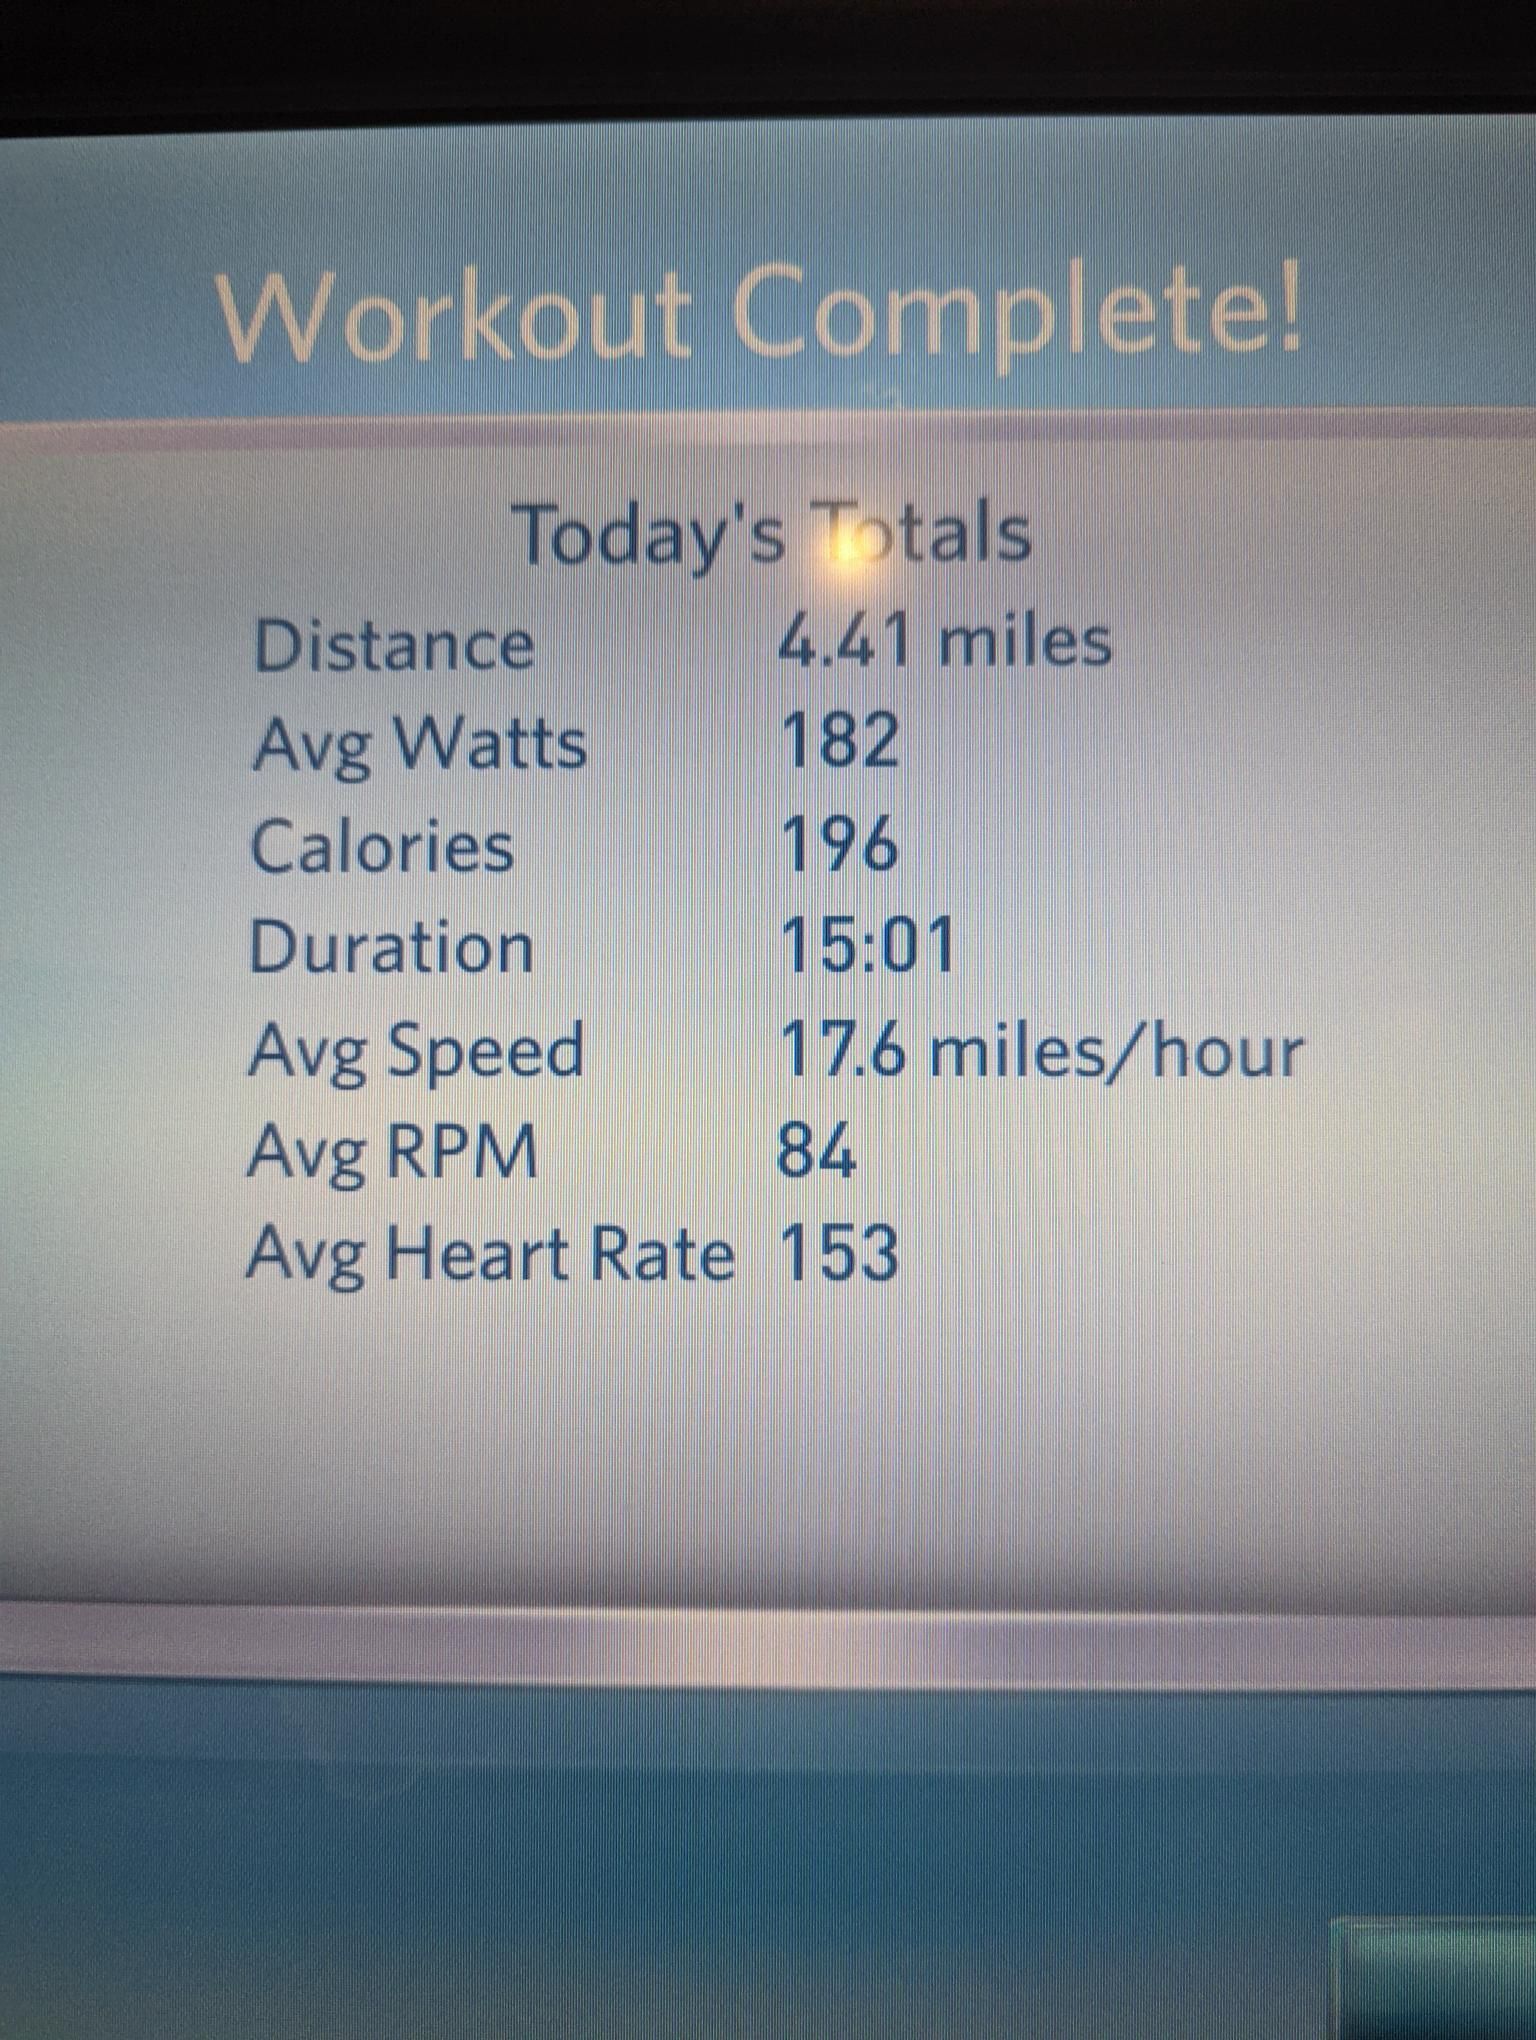 Workout Complete!
Today's Totals
Distance 4.41 miles
Avg Watts 182
Calories 196
Duration 15:01
Avg Speed 17.6 miles/hour
Avg RPM 84
Avg Heart Rate 153